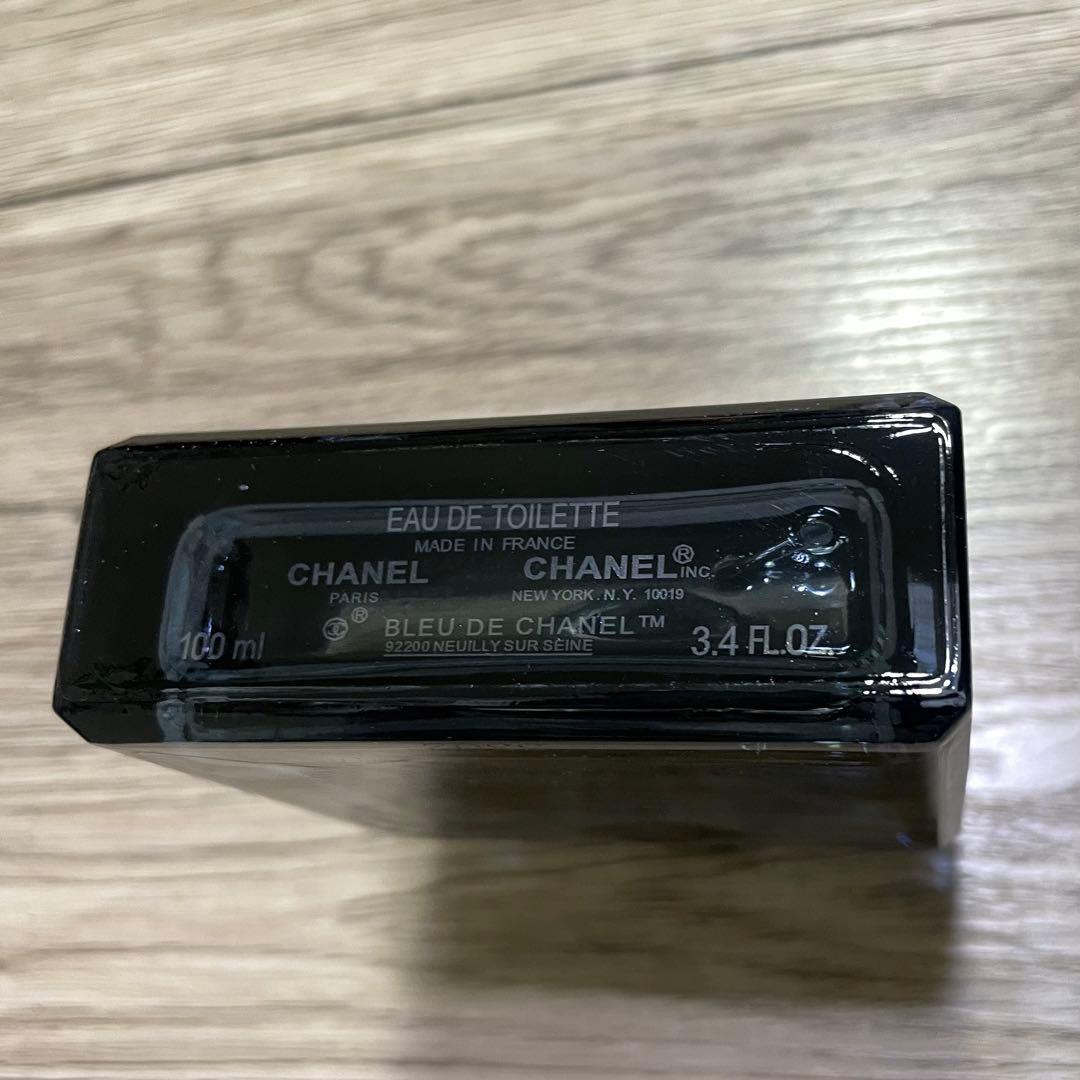 EAU DE TOILETTE
MADE IN FRANCE
CHANEL CHANEL® INC.
PARIS NEW YORK . N.Y. 10019
® BLEU DE CHANEL™
100 ml 92200 NEUILLY SUR SEINE 3.4 FL.OZ.